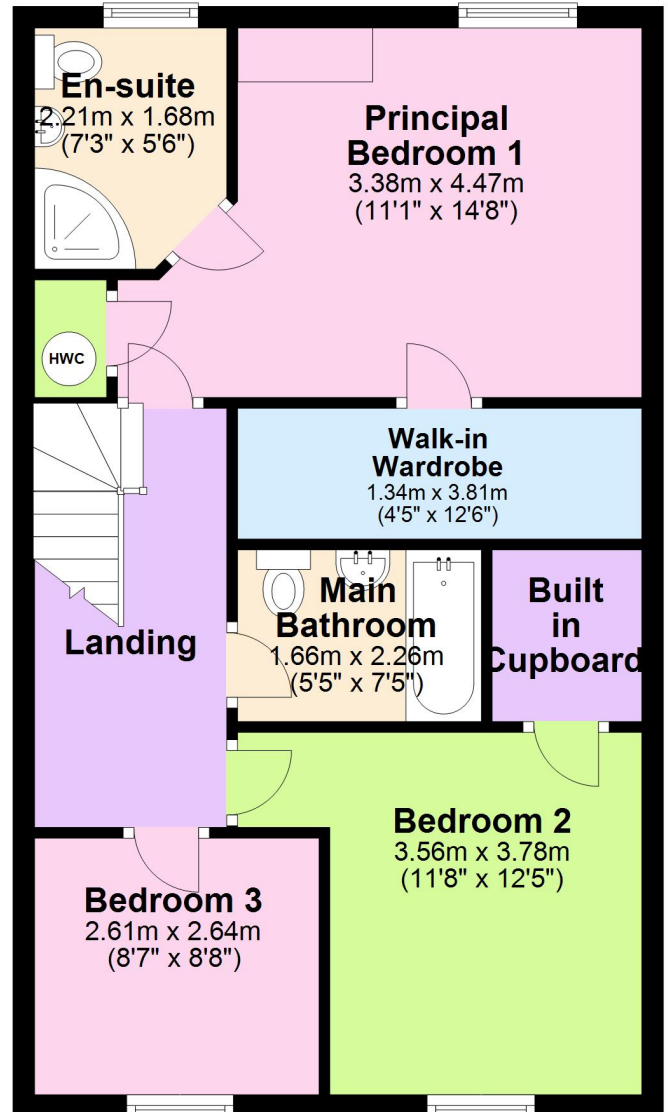 En-suite
2.21m x 1.68m
(7'3" x 5'6")
Principal
Bedroom 1
3.38m x 4.47m
(11'1" x 14'8")
HWC
Walk-in
Wardrobe
1.34m x 3.81m
(4'5" x 12'6")
Landing
Main
Bathroom
1.66m x 2.26m
(5'5" x 7'5")
Built
in
Cupboard
Bedroom 2
3.56m x 3.78m
(11'8" x 12'5")
Bedroom 3
2.61m x 2.64m
(8'7" x 8'8")